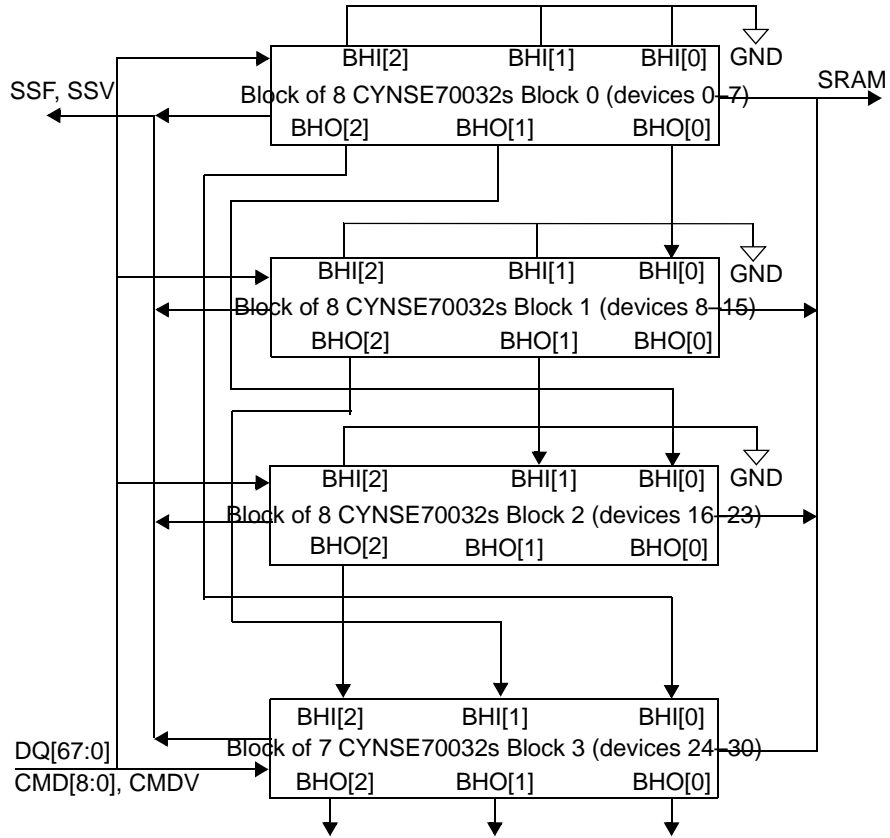 BHI[2] BHI[1] BHI[0] GND
SSF, SSV
SRAM
Block of 8 CYNSE70032s Block 0 (devices 0–7)
BHO[2] BHO[1] BHO[0]
BHI[2] BHI[1] BHI[0] GND
Block of 8 CYNSE70032s Block 1 (devices 8–15)
BHO[2] BHO[1] BHO[0]
BHI[2] BHI[1] BHI[0] GND
Block of 8 CYNSE70032s Block 2 (devices 16–23)
BHO[2] BHO[1] BHO[0]
BHI[2] BHI[1] BHI[0]
DQ[67:0]
Block of 7 CYNSE70032s Block 3 (devices 24–30)
CMD[8:0], CMDV
BHO[2] BHO[1] BHO[0]